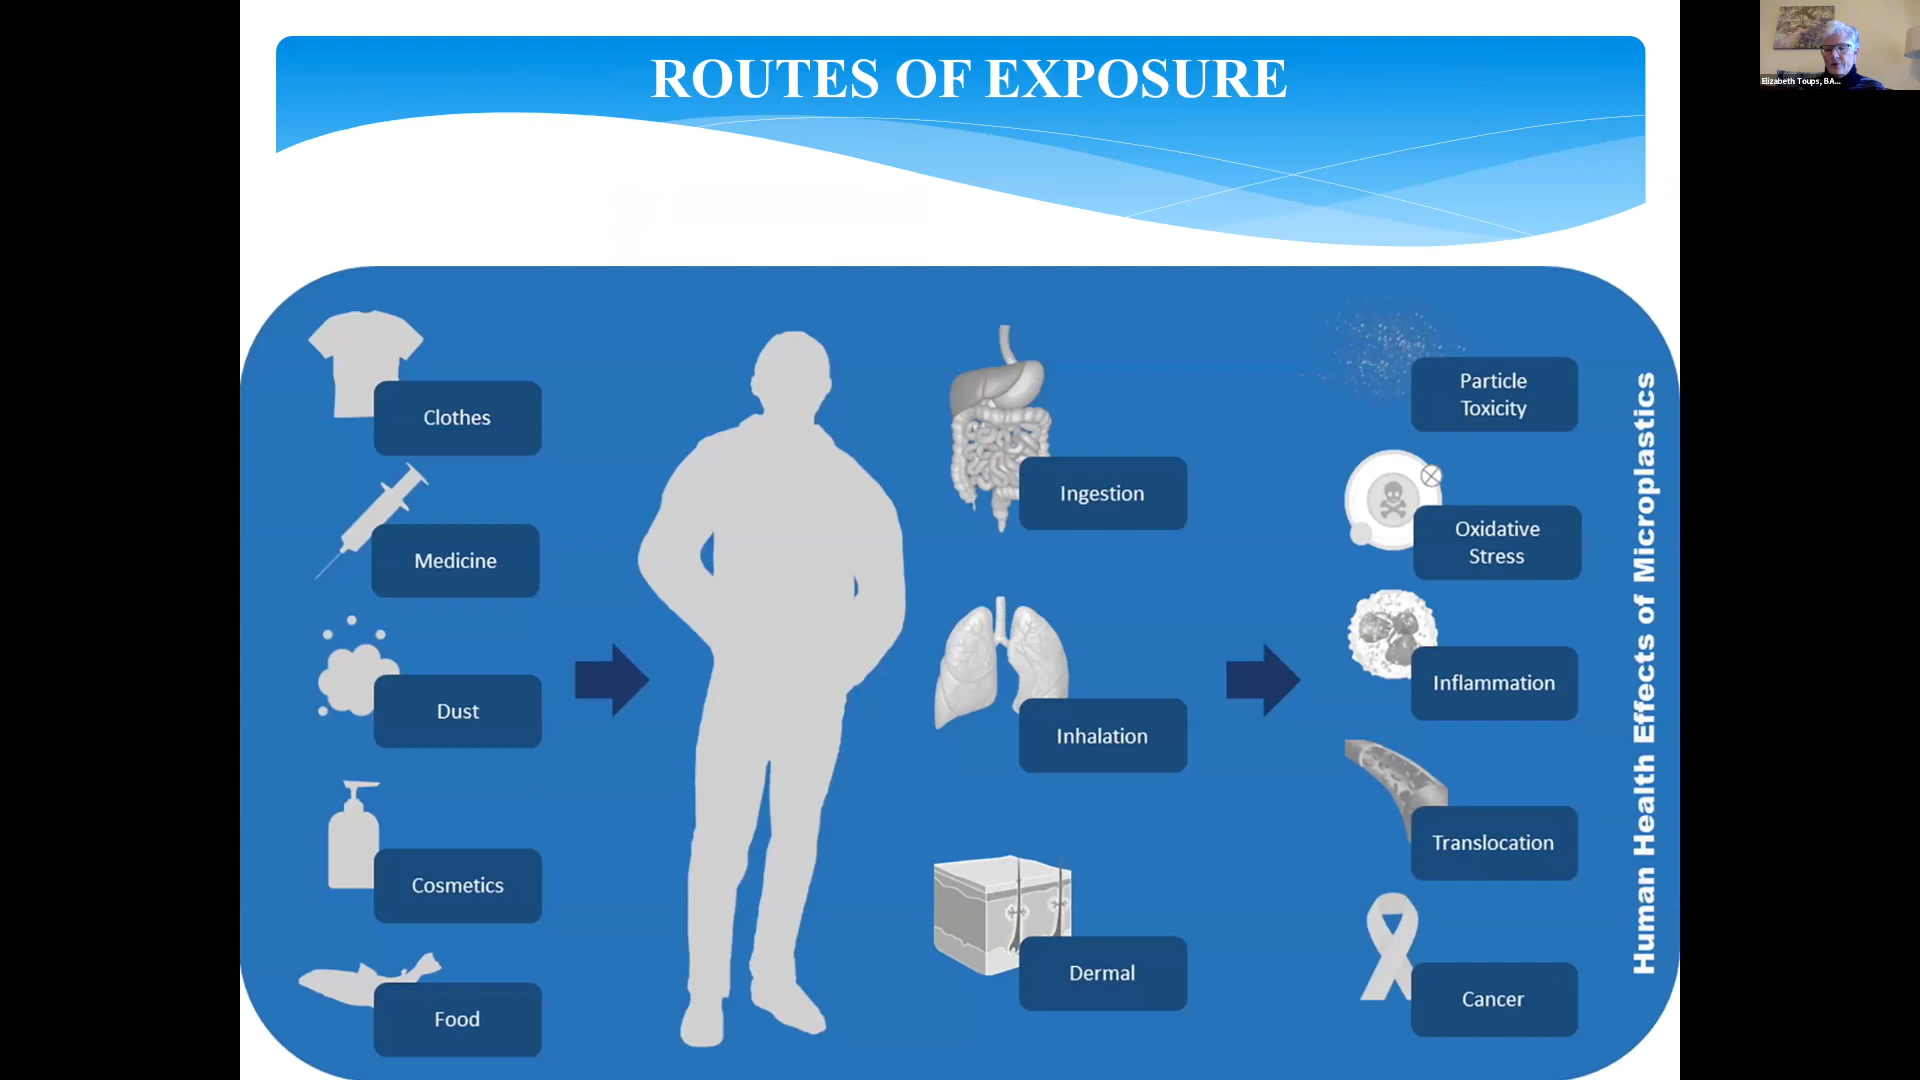 ROUTES OF EXPOSURE
Elizabeth Toups, BA...
Clothes
Medicine
Dust
Cosmetics
Food
Ingestion
Inhalation
Dermal
Particle
Toxicity
Oxidative
Stress
Inflammation
Translocation
Cancer
Human Health Effects of Microplastics